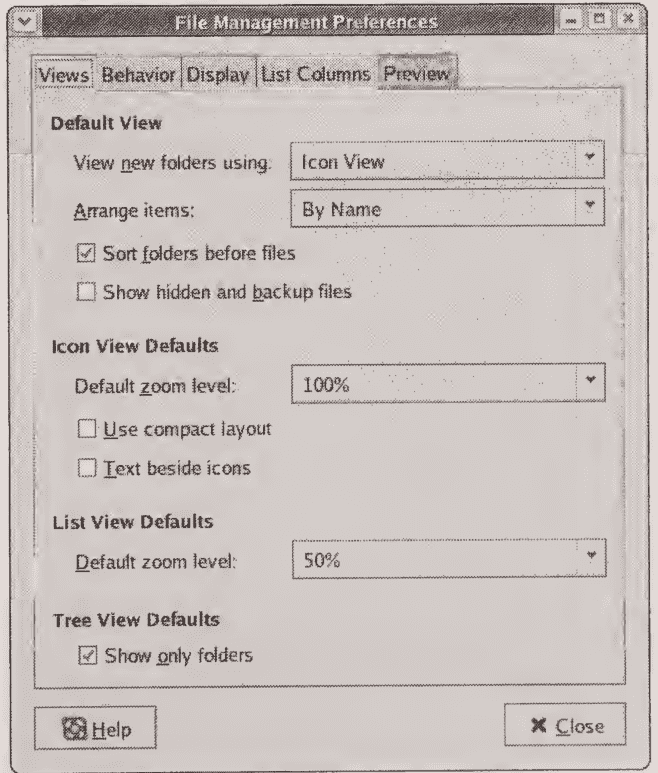 File Management Preferences
Views Behavior Display List Columns Preview
Default View
View new folders using: Icon View
Arrange items: By Name
Sort folders before files
Show hidden and backup files
Icon View Defaults
Default zoom level: 100%
Use compact layout
Text beside icons
List View Defaults
Default zoom level: 50%
Tree View Defaults
Show only folders
Help Close